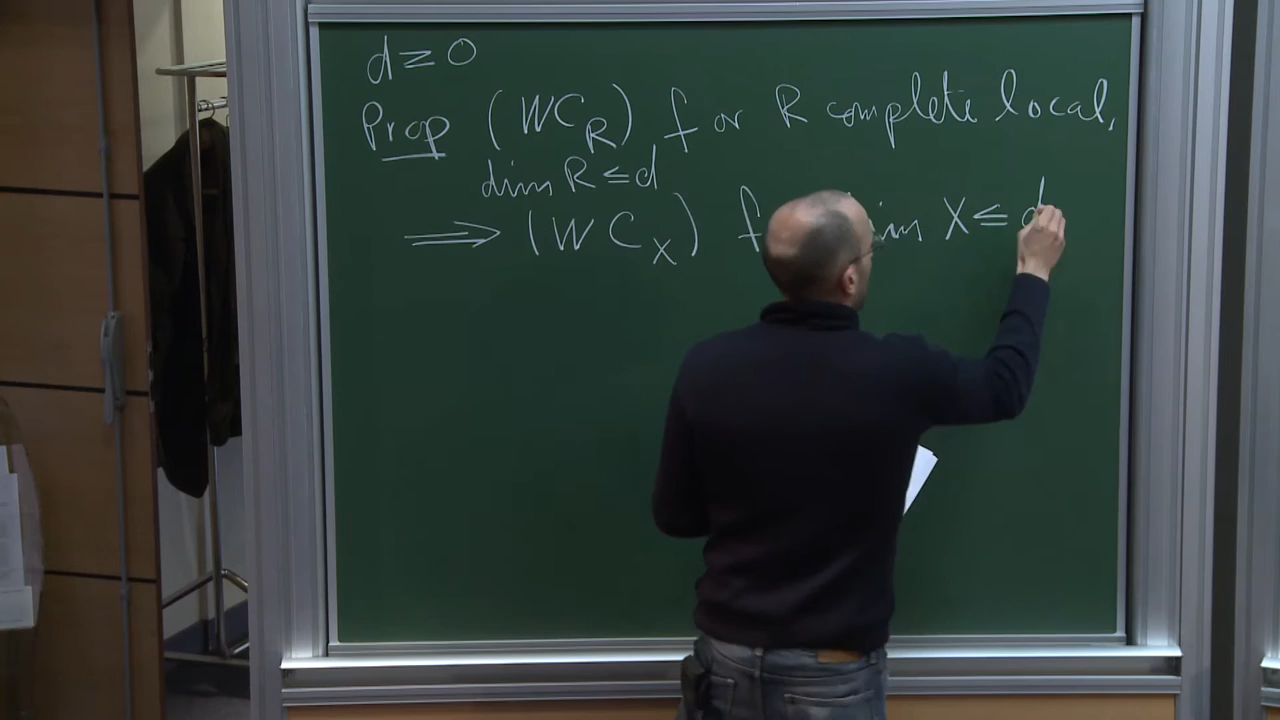 d ≥ 0
Prop (WC_R) for R complete local,
dim R ≤ d
⟹ (WC_X) X ≤ d